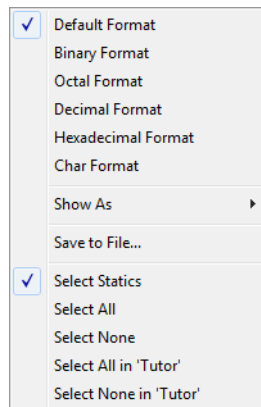 Default Format
Binary Format
Octal Format
Decimal Format
Hexadecimal Format
Char Format
Show As
Save to File...
Select Statics
Select All
Select None
Select All in 'Tutor'
Select None in 'Tutor'